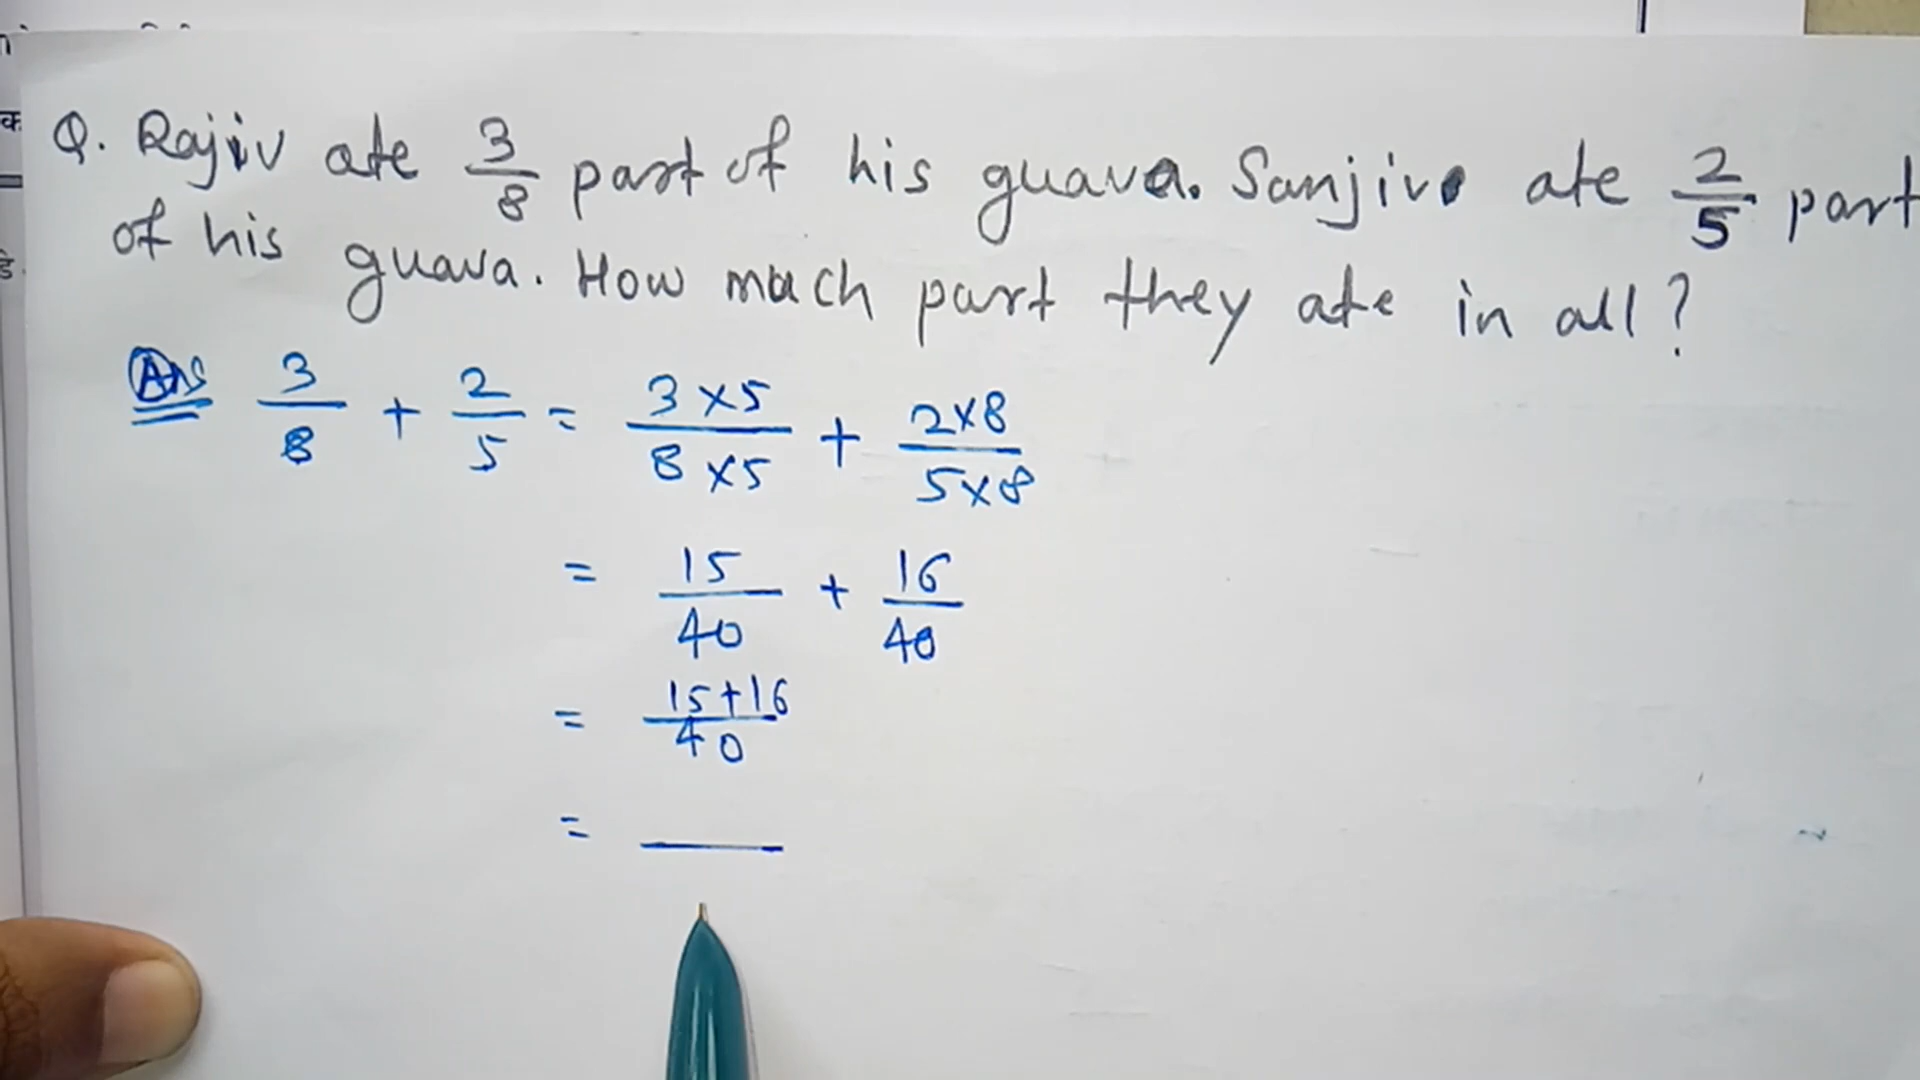 Q. Rajiv ate 3/8 part of his guava. Sanjiv ate 2/5 part
of his guava. How much part they ate in all?
Ans 3/8 + 2/5 = 3×5/8×5 + 2×8/5×8
= 15/40 + 16/40
= 15+16/40
=